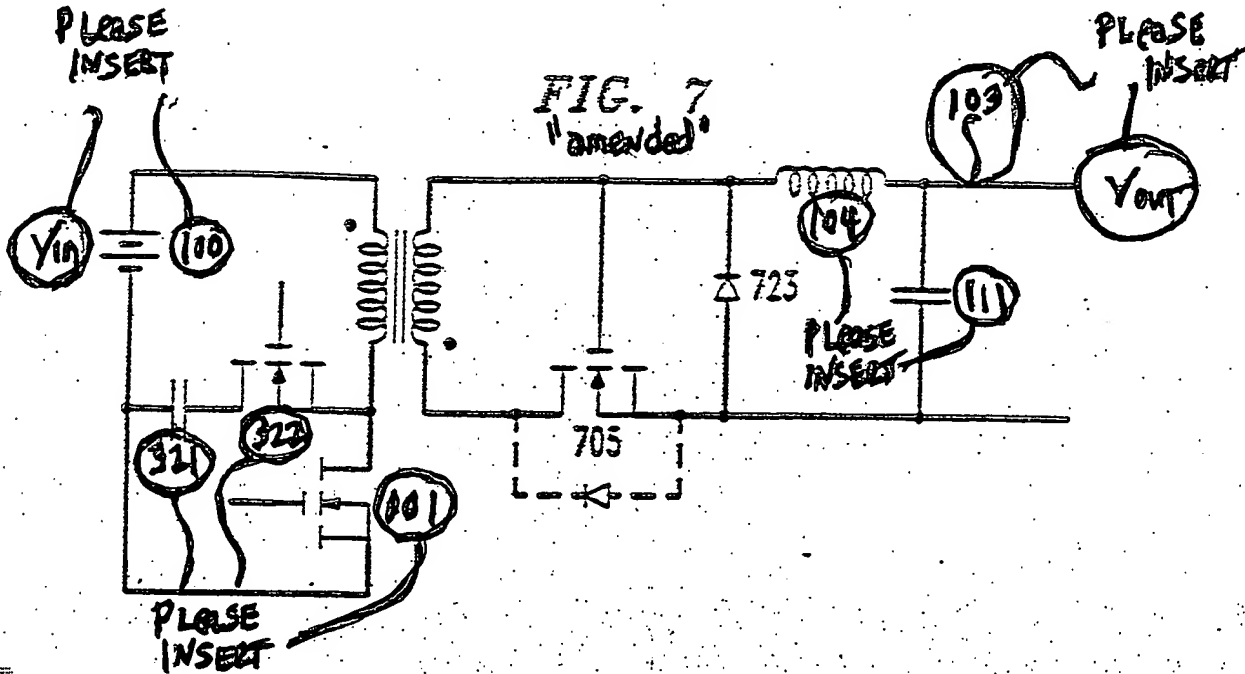 PLease
INSERT
FIG. 7
"amended"
PLease
INSERT
103
Vout
Vin
100
104
723
111
PLease
INSERT
321
322
705
101
PLease
INSERT